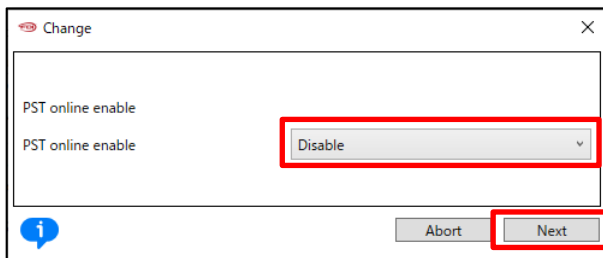 Change
PST online enable
PST online enable
Disable
Abort
Next